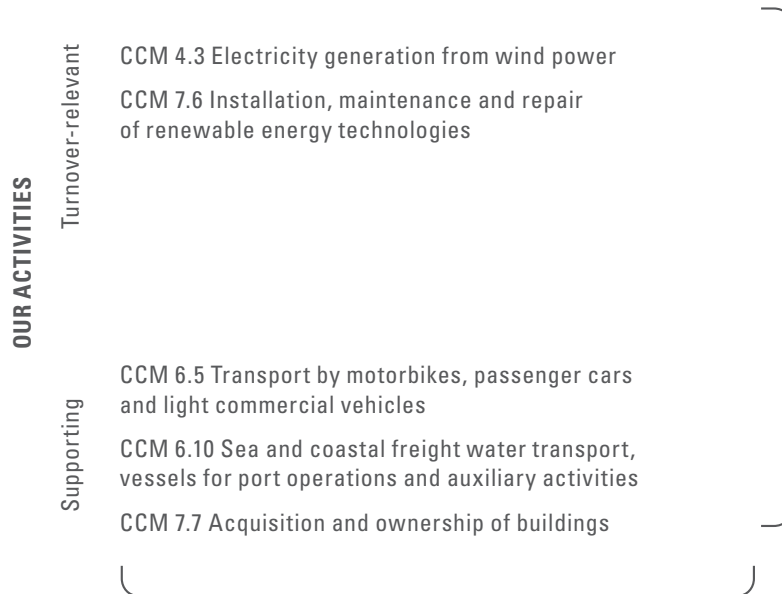 OUR ACTIVITIES
Turnover-relevant
CCM 4.3 Electricity generation from wind power
CCM 7.6 Installation, maintenance and repair
of renewable energy technologies
Supporting
CCM 6.5 Transport by motorbikes, passenger cars
and light commercial vehicles
CCM 6.10 Sea and coastal freight water transport,
vessels for port operations and auxiliary activities
CCM 7.7 Acquisition and ownership of buildings